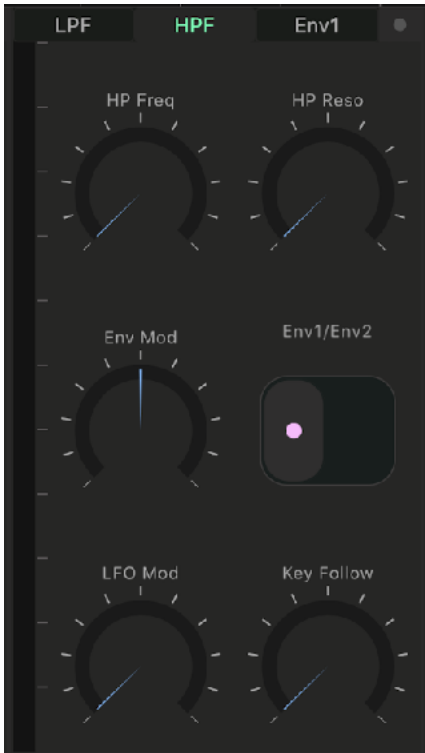 LPF HPF Env1
HP Freq HP Reso
Env Mod Env1/Env2
LFO Mod Key Follow